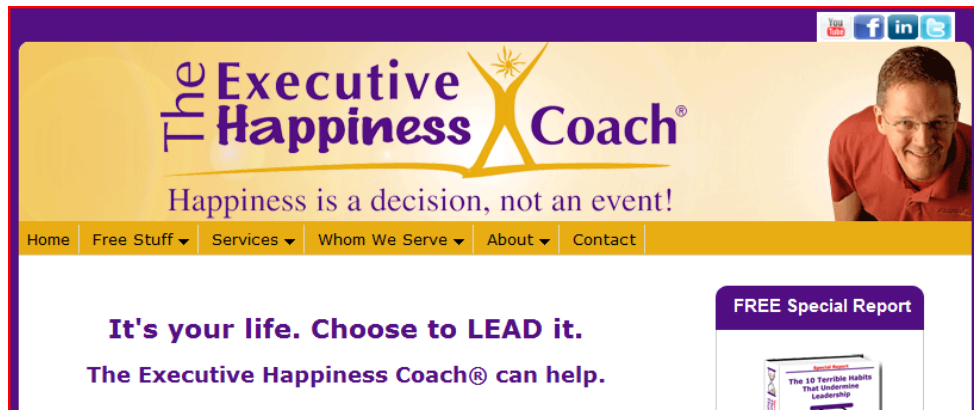 You
Tube
f
in
The
Executive
Happiness
Coach®
Happiness is a decision, not an event!
Home Free Stuff Services Whom We Serve About Contact
FREE Special Report
It's your life. Choose to LEAD it.
The Executive Happiness Coach® can help.
Special Report
The 10 Terrible Habits
That Undermine
Leadership